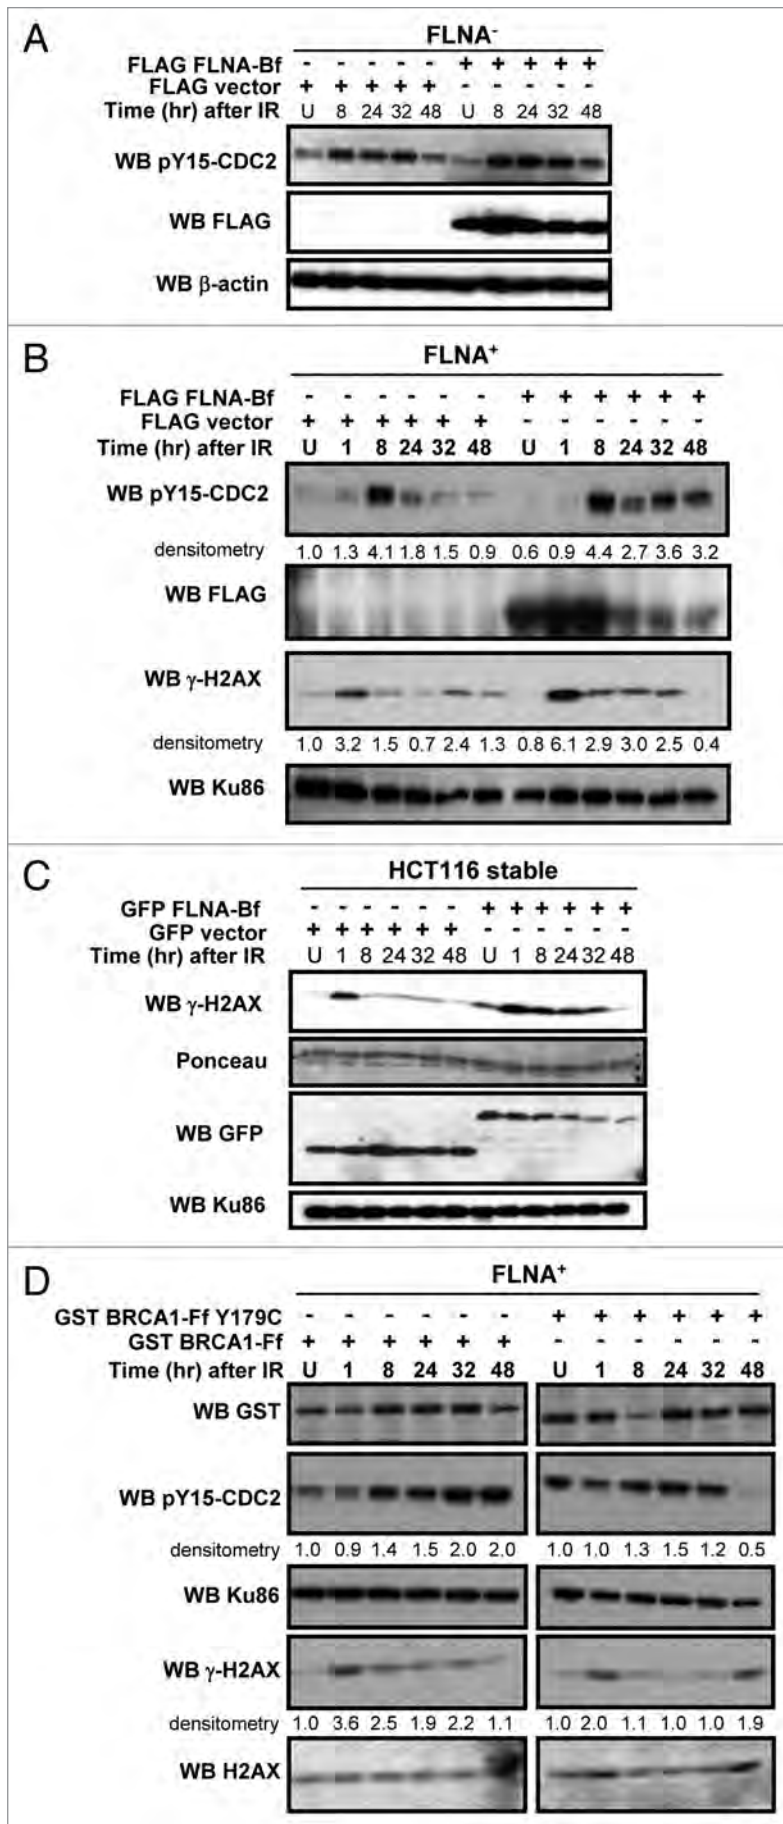 A
FLNA-
FLAG FLNA-Bf - - - - - + + + + +
FLAG vector + + + + + - - - - -
Time (hr) after IR U 8 24 32 48 U 8 24 32 48
WB pY15-CDC2
WB FLAG
WB β-actin
B
FLNA+
FLAG FLNA-Bf - - - - - - + + + + + +
FLAG vector + + + + + + - - - - - -
Time (hr) after IR U 1 8 24 32 48 U 1 8 24 32 48
WB pY15-CDC2
densitometry 1.0 1.3 4.1 1.8 1.5 0.9 0.6 0.9 4.4 2.7 3.6 3.2
WB FLAG
WB γ-H2AX
densitometry 1.0 3.2 1.5 0.7 2.4 1.3 0.8 6.1 2.9 3.0 2.5 0.4
WB Ku86
C
HCT116 stable
GFP FLNA-Bf - - - - - - + + + + + +
GFP vector + + + + + + - - - - - -
Time (hr) after IR U 1 8 24 32 48 U 1 8 24 32 48
WB γ-H2AX
Ponceau
WB GFP
WB Ku86
D
FLNA+
GST BRCA1-Ff Y179C - - - - - - + + + + + +
GST BRCA1-Ff + + + + + + - - - - - -
Time (hr) after IR U 1 8 24 32 48 U 1 8 24 32 48
WB GST
WB pY15-CDC2
densitometry 1.0 0.9 1.4 1.5 2.0 2.0 1.0 1.0 1.3 1.5 1.2 0.5
WB Ku86
WB γ-H2AX
densitometry 1.0 3.6 2.5 1.9 2.2 1.1 1.0 2.0 1.1 1.0 1.0 1.9
WB H2AX